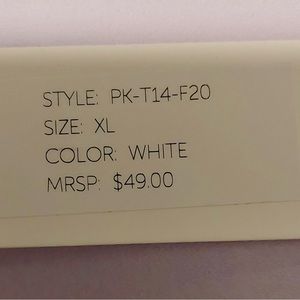 STYLE: PK-T14-F20
SIZE: XL
COLOR: WHITE
MRSP: $49.00